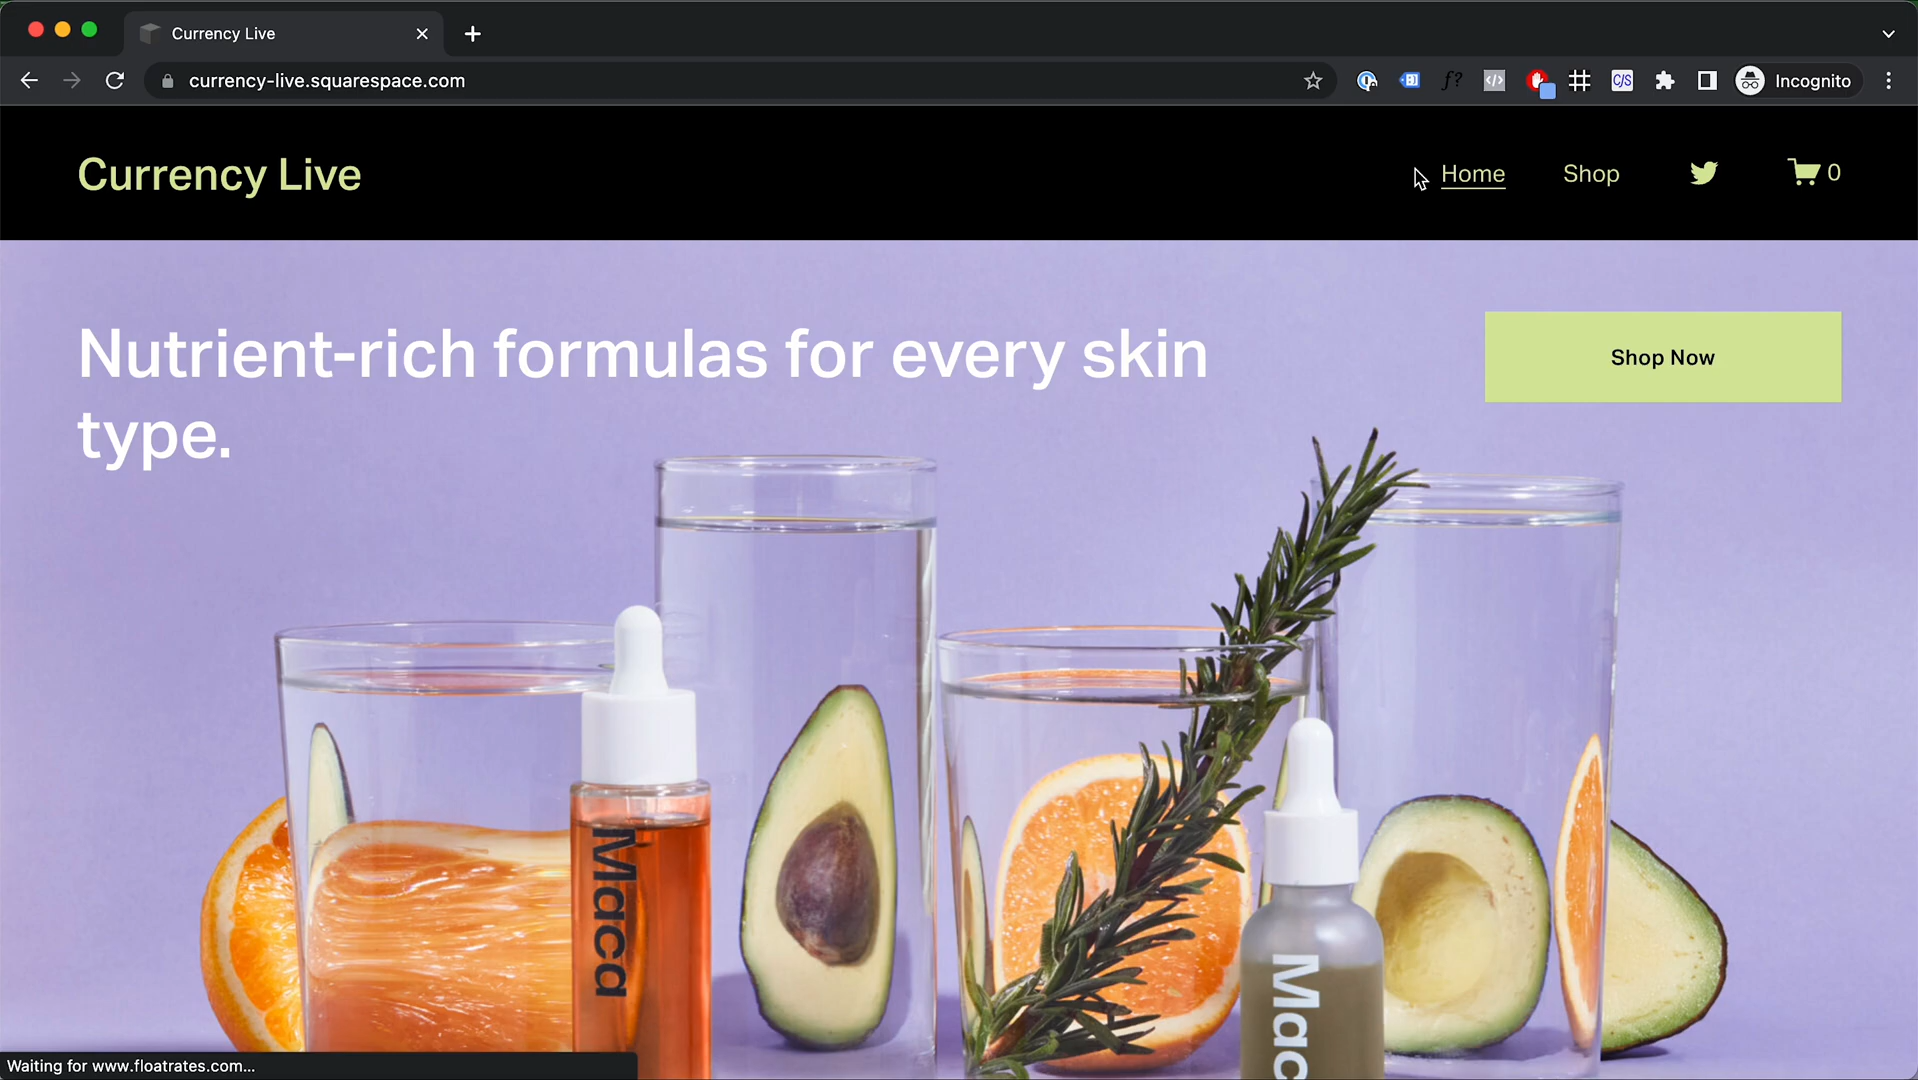 Currency Live
currency-live.squarespace.com
f?
C/S
Incognito
Currency Live
Home
Shop
0
Nutrient-rich formulas for every skin
type.
Shop Now
Maca
Mac
Waiting for www.floatrates.com...